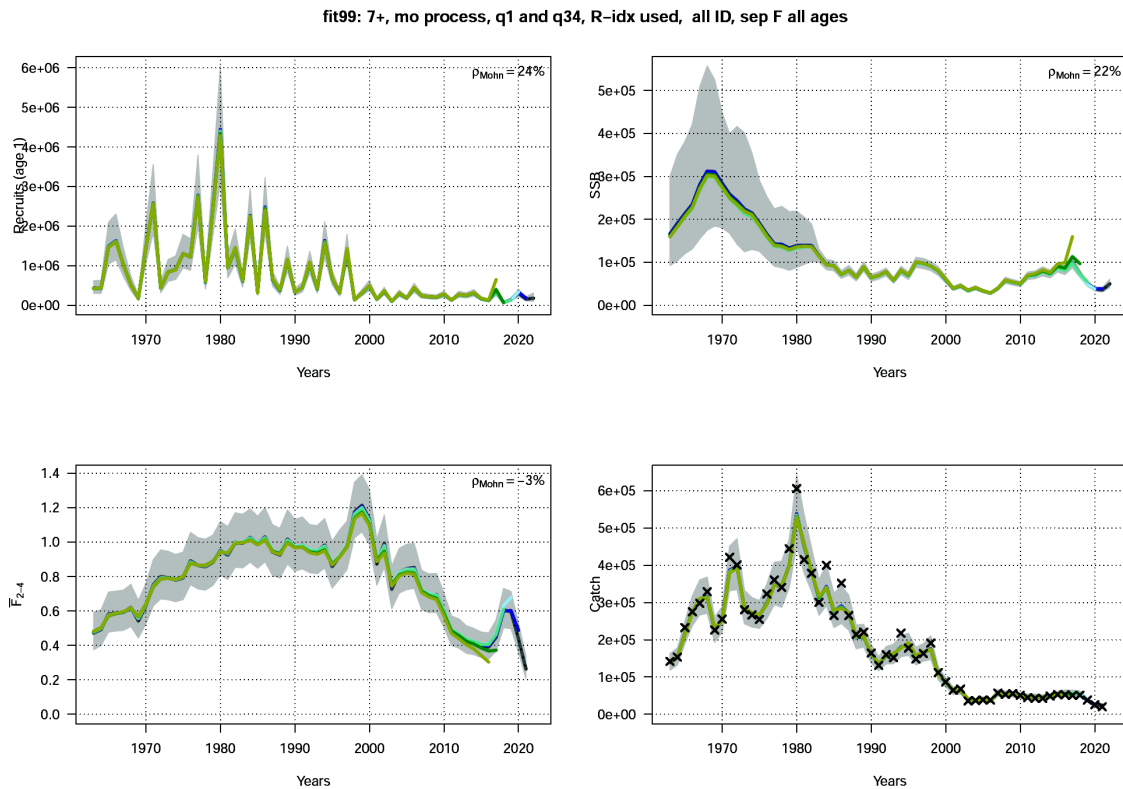 fit99: 7+, mo process, q1 and q34, R−idx used, all ID, sep F all ages
ρMohn = 24%
Recruits (age 1)
6e+06
5e+06
4e+06
3e+06
2e+06
1e+06
0e+00
1970 1980 1990 2000 2010 2020
Years
ρMohn = 22%
SSB
5e+05
4e+05
3e+05
2e+05
1e+05
0e+00
1970 1980 1990 2000 2010 2020
Years
ρMohn = −3%
F̅2−4
1.4
1.2
1.0
0.8
0.6
0.4
0.2
0.0
1970 1980 1990 2000 2010 2020
Years
Catch
6e+05
5e+05
4e+05
3e+05
2e+05
1e+05
0e+00
1970 1980 1990 2000 2010 2020
Years